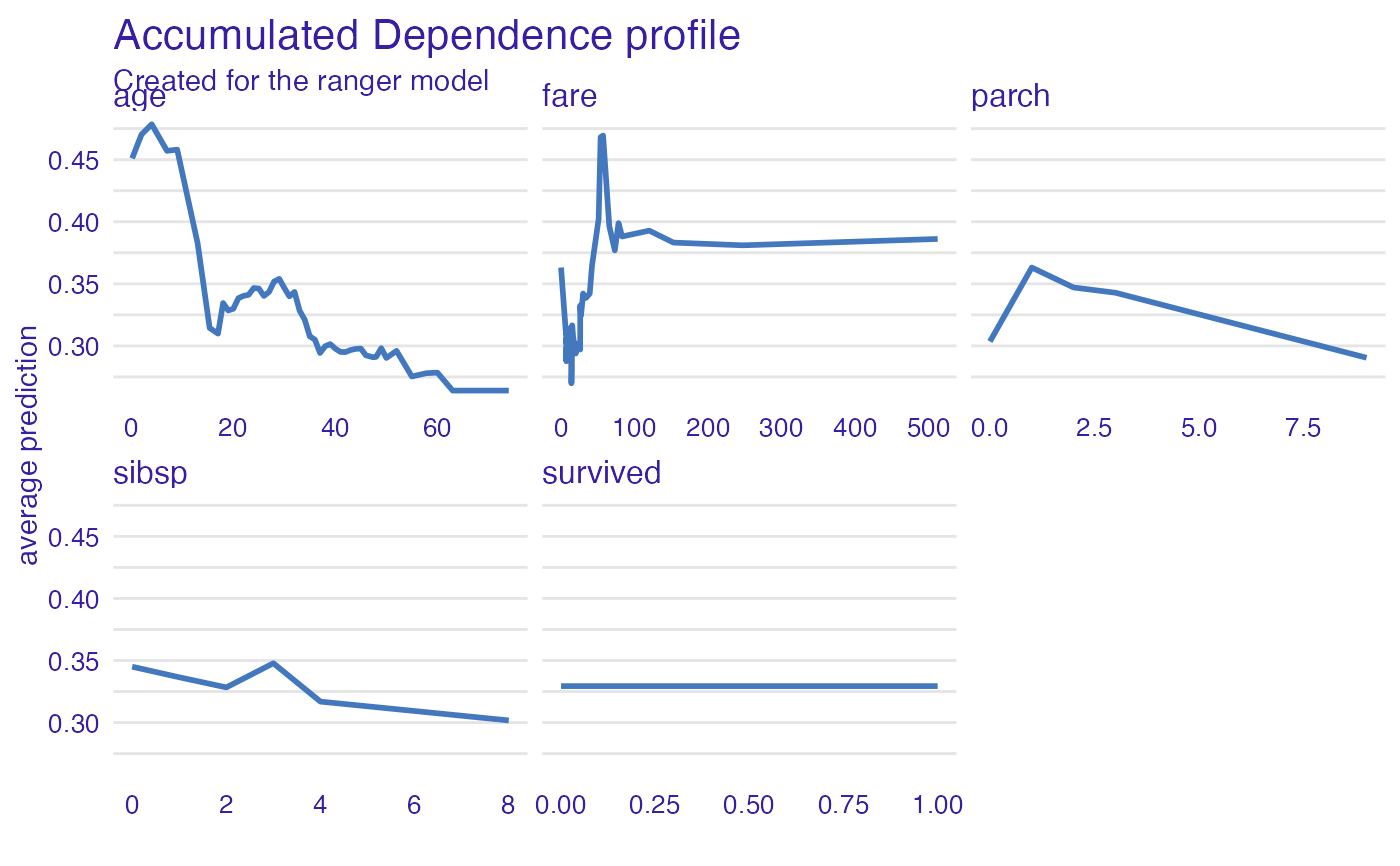 Accumulated Dependence profile
Created for the ranger model
age fare parch
0.45
0.40
0.35
0.30
0 20 40 60 0 100 200 300 400 500 0.0 2.5 5.0 7.5
average prediction
sibsp survived
0.45
0.40
0.35
0.30
0 2 4 6 8 0.00 0.25 0.50 0.75 1.00